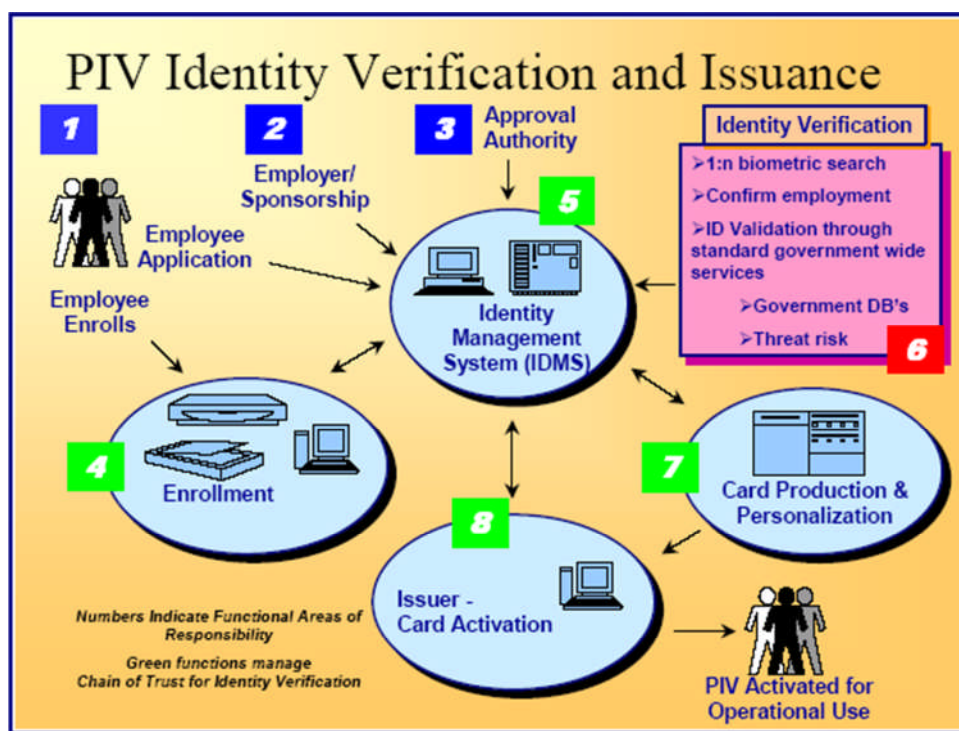 PIV Identity Verification and Issuance
1
2
3
Approval
Authority
Identity Verification
➤1:n biometric search
➤Confirm employment
➤ID Validation through
standard government wide
services
➤Government DB's
➤Threat risk
6
Employer/
Sponsorship
Employee
Application
Employee
Enrolls
5
Identity
Management
System (IDMS)
4
Enrollment
7
Card Production &
Personalization
8
Issuer -
Card Activation
Numbers Indicate Functional Areas of
Responsibility
Green functions manage
Chain of Trust for Identity Verification
PIV Activated for
Operational Use